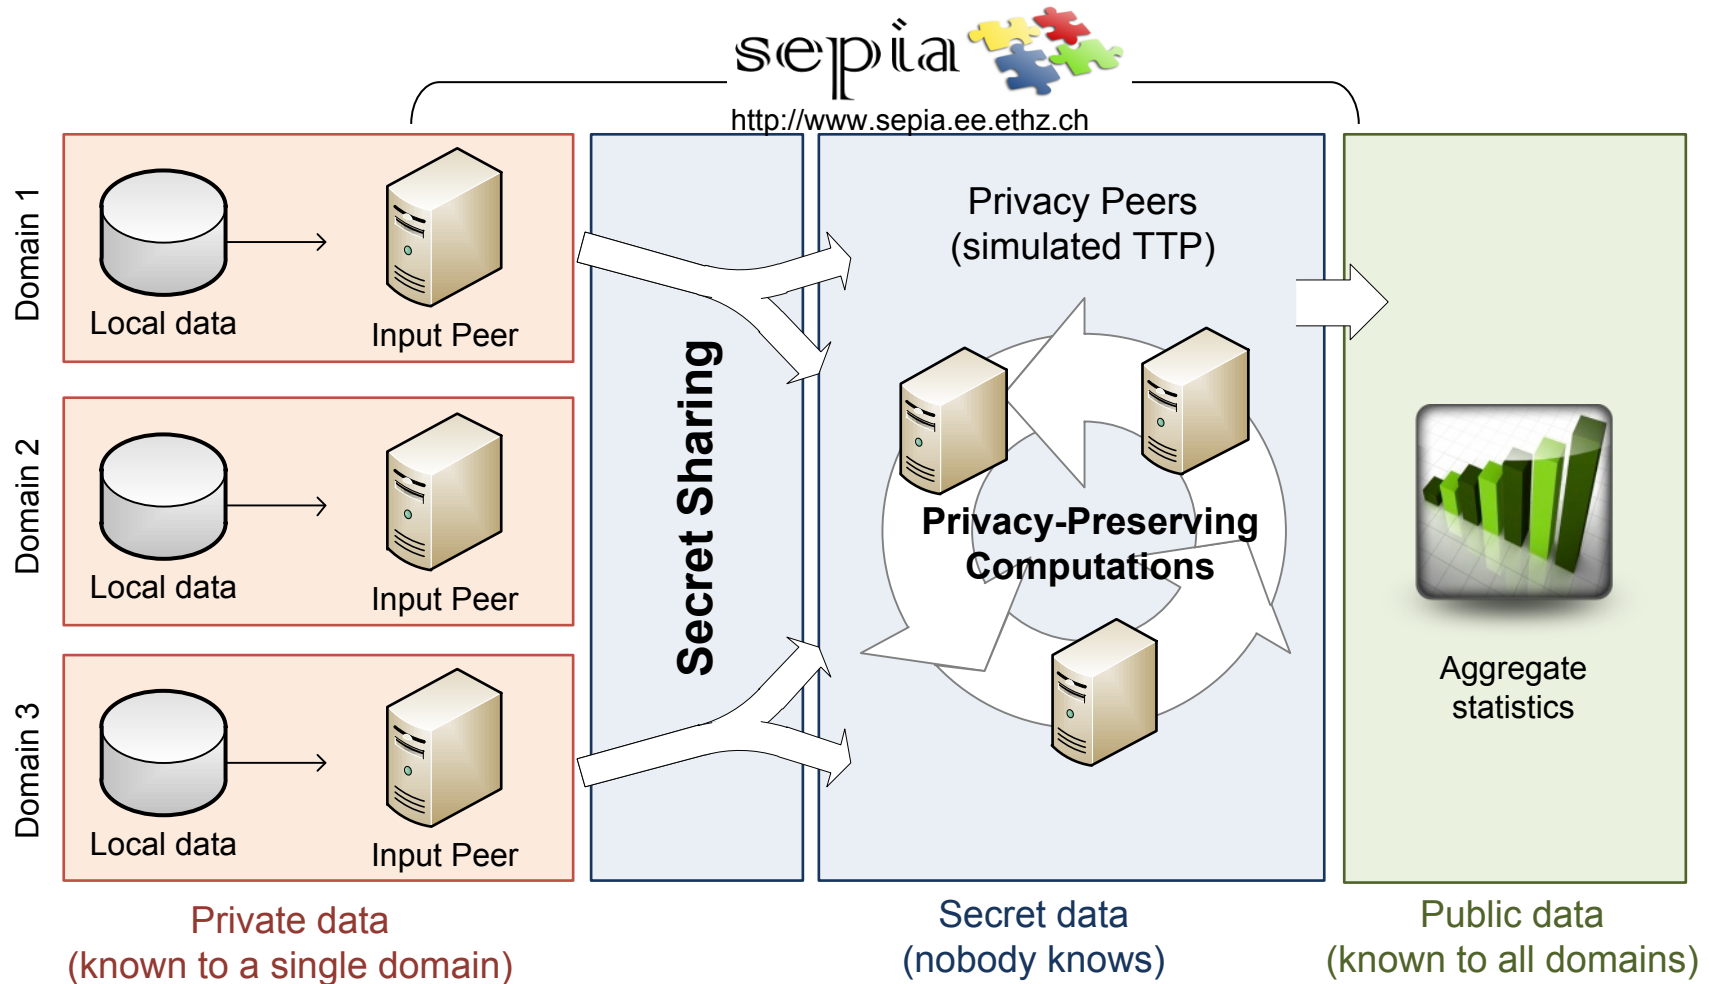 sepia
http://www.sepia.ee.ethz.ch
Domain 1
Local data
Input Peer
Domain 2
Local data
Input Peer
Domain 3
Local data
Input Peer
Secret Sharing
Privacy Peers
(simulated TTP)
Privacy-Preserving
Computations
Aggregate
statistics
Private data
(known to a single domain)
Secret data
(nobody knows)
Public data
(known to all domains)